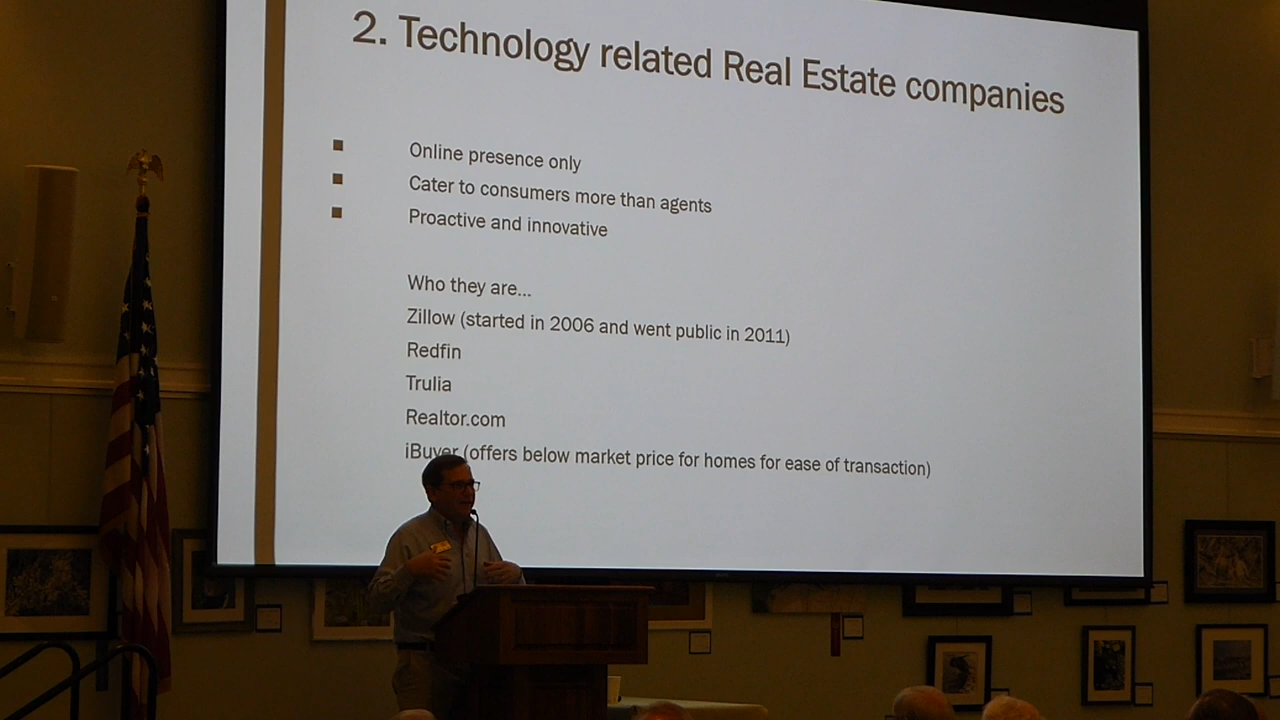 2. Technology related Real Estate companies
■ Online presence only
■ Cater to consumers more than agents
■ Proactive and innovative
Who they are...
Zillow (started in 2006 and went public in 2011)
Redfin
Trulia
Realtor.com
iBuyer (offers below market price for homes for ease of transaction)